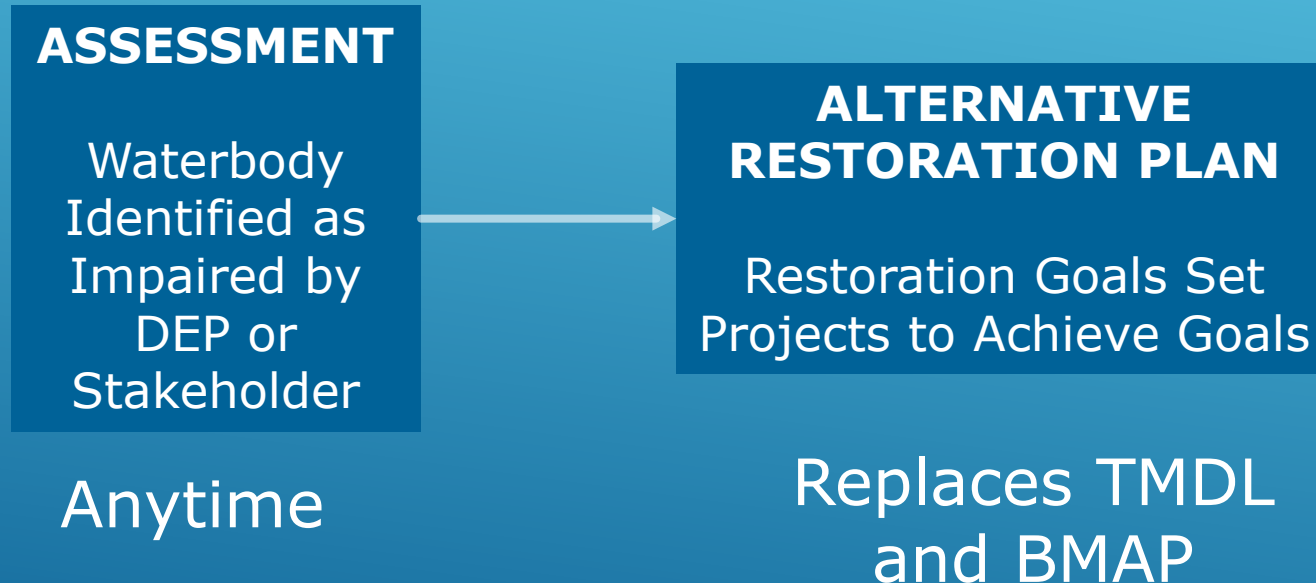 ASSESSMENT
Waterbody
Identified as
Impaired by
DEP or
Stakeholder
Anytime
ALTERNATIVE
RESTORATION PLAN
Restoration Goals Set
Projects to Achieve Goals
Replaces TMDL
and BMAP